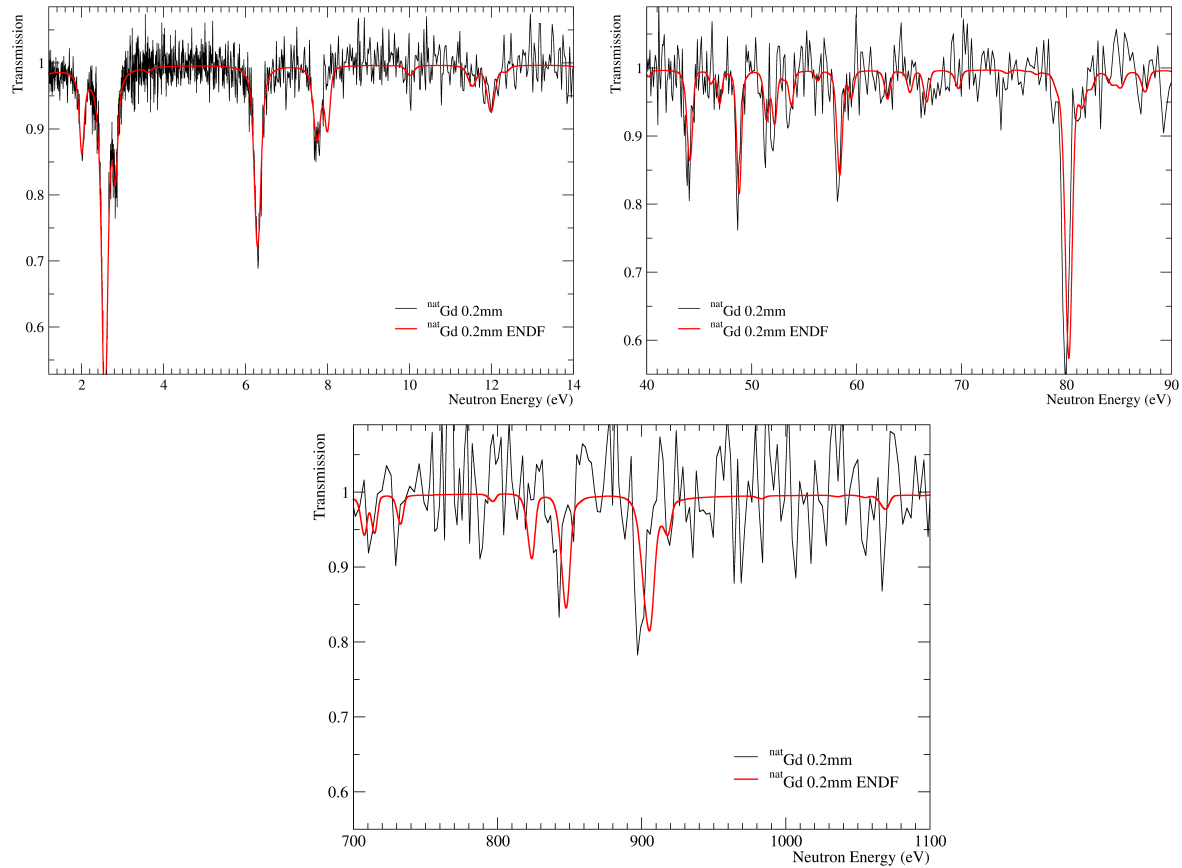 Transmission
1
0.9
0.8
0.7
0.6
natGd 0.2mm
natGd 0.2mm ENDF
2 4 6 8 10 12 14
Neutron Energy (eV)
Transmission
1
0.9
0.8
0.7
0.6
natGd 0.2mm
natGd 0.2mm ENDF
40 50 60 70 80 90
Neutron Energy (eV)
Transmission
1
0.9
0.8
0.7
0.6
natGd 0.2mm
natGd 0.2mm ENDF
700 800 900 1000 1100
Neutron Energy (eV)